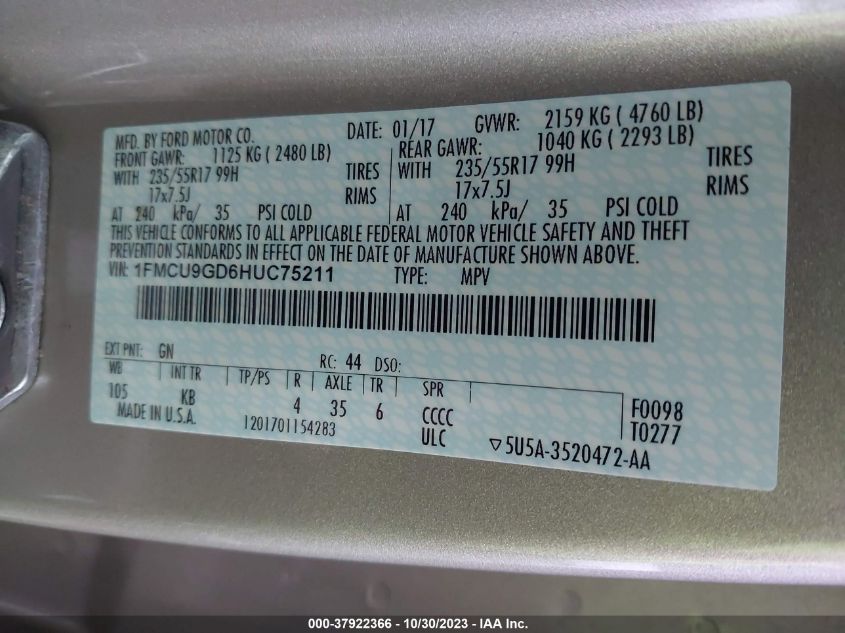 MFD. BY FORD MOTOR CO. DATE: 01/17 GVWR: 2159 KG ( 4760 LB)
FRONT GAWR: 1125 KG ( 2480 LB) REAR GAWR: 1040 KG ( 2293 LB)
WITH 235/55R17 99H TIRES WITH 235/55R17 99H TIRES
17x7.5J RIMS 17x7.5J RIMS
AT 240 kPa/ 35 PSI COLD AT 240 kPa/ 35 PSI COLD
THIS VEHICLE CONFORMS TO ALL APPLICABLE FEDERAL MOTOR VEHICLE SAFETY AND THEFT
PREVENTION STANDARDS IN EFFECT ON THE DATE OF MANUFACTURE SHOWN ABOVE.
VIN: 1FMCU9GD6HUC75211 TYPE: MPV
EXT PNT: GN RC: 44 DSO:
WB INT TR TP/PS R AXLE TR SPR
105 KB 4 35 6 CCCC F0098
MADE IN U.S.A. 1201701154283 ULC T0277
▽5U5A-3520472-AA
000-37922366 - 10/30/2023 - IAA Inc.